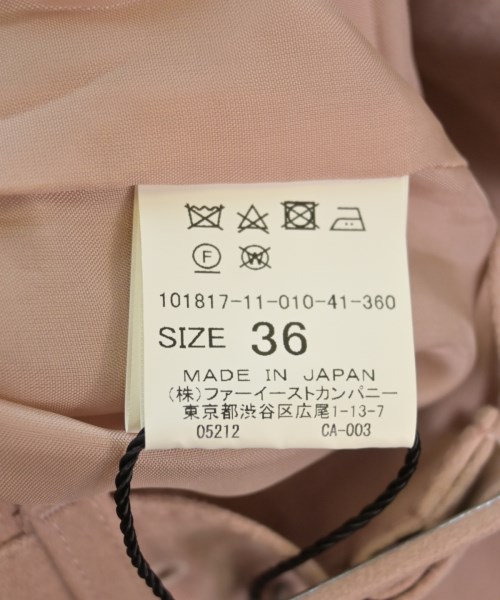 F W
101817-11-010-41-360
SIZE 36
MADE IN JAPAN
(株)ファーイーストカンパニー
東京都渋谷区広尾1-13-7
05212 CA-003